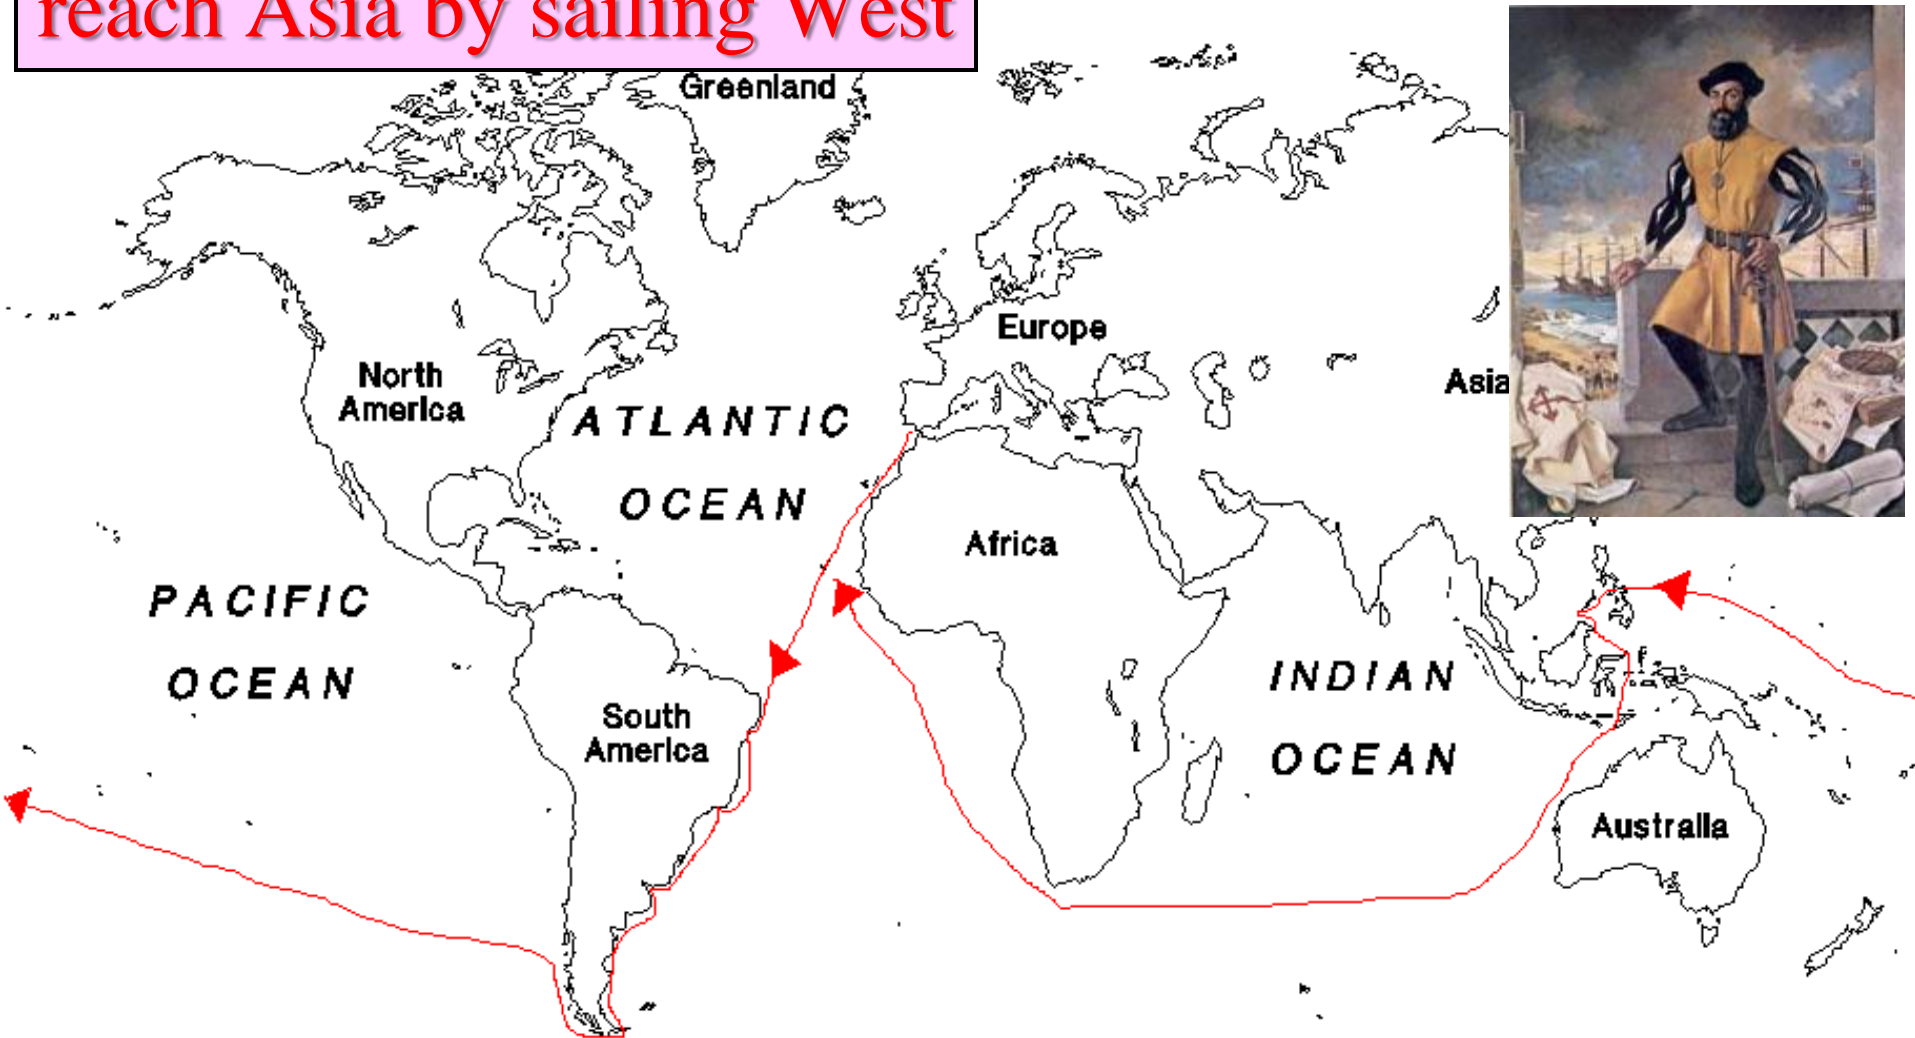 reach Asia by sailing West
Greenland
Europe
North
America
Asia
ATLANTIC
OCEAN
Africa
PACIFIC
OCEAN
INDIAN
OCEAN
South
America
Australia